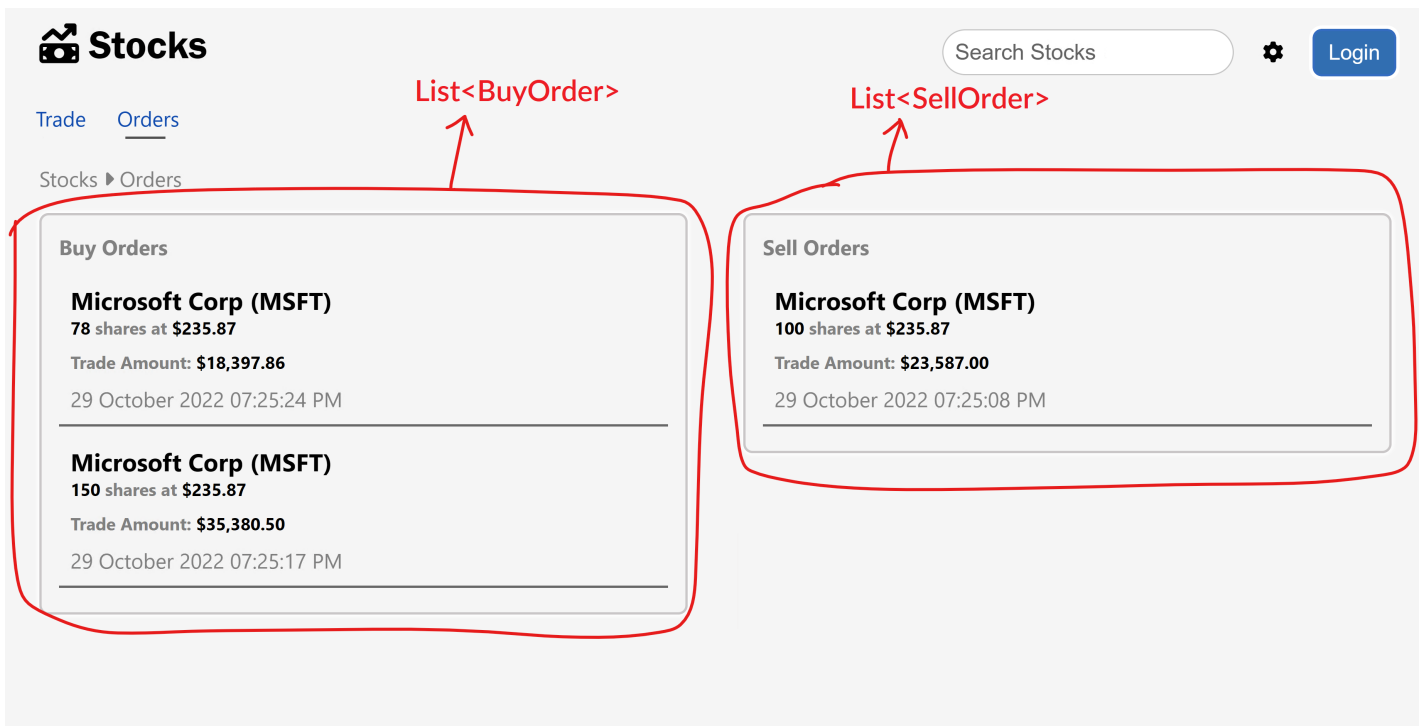 Stocks
Search Stocks
Login
List<BuyOrder>
List<SellOrder>
Trade Orders
Stocks Orders
Buy Orders
Microsoft Corp (MSFT)
78 shares at $235.87
Trade Amount: $18,397.86
29 October 2022 07:25:24 PM
Microsoft Corp (MSFT)
150 shares at $235.87
Trade Amount: $35,380.50
29 October 2022 07:25:17 PM
Sell Orders
Microsoft Corp (MSFT)
100 shares at $235.87
Trade Amount: $23,587.00
29 October 2022 07:25:08 PM